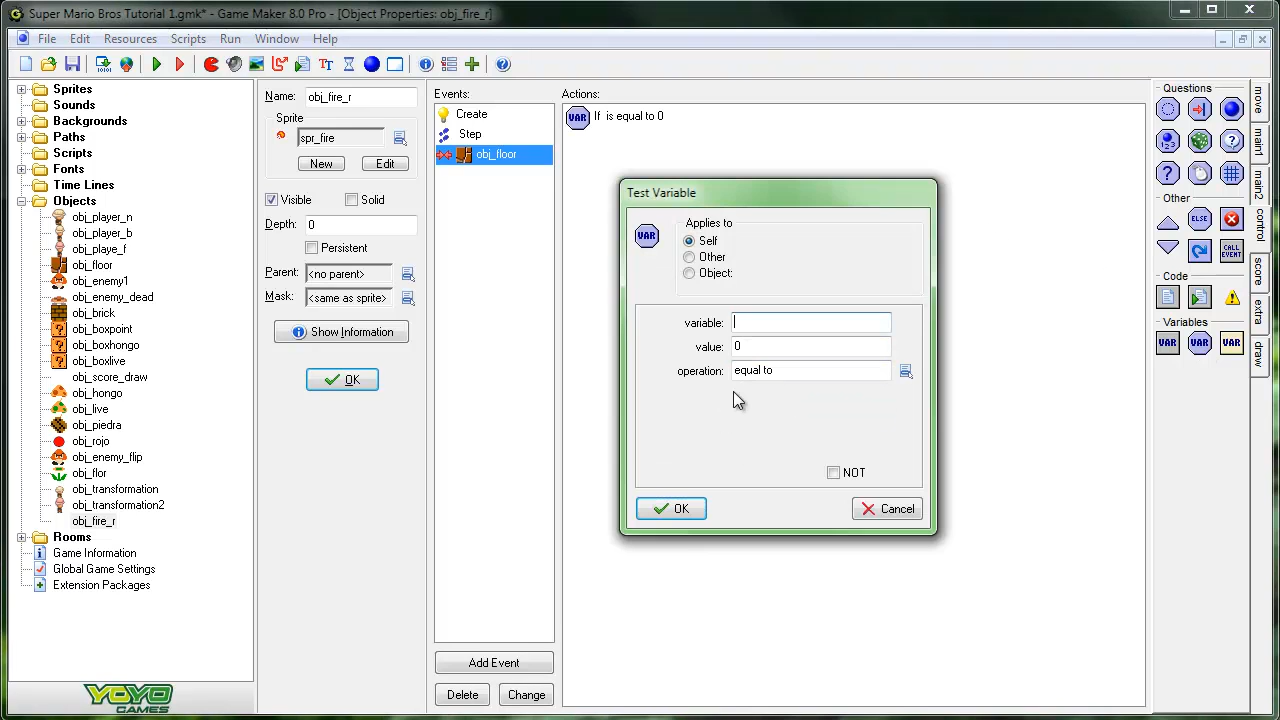 Super Mario Bros Tutorial 1.gmk* - Game Maker 8.0 Pro - [Object Properties: obj_fire_r]
File Edit Resources Scripts Run Window Help
Sprites
Sounds
Backgrounds
Paths
Scripts
Fonts
Time Lines
Objects
obj_player_n
obj_player_b
obj_playe_f
obj_floor
obj_enemy1
obj_enemy_dead
obj_brick
obj_boxpoint
obj_boxhongo
obj_boxlive
obj_score_draw
obj_hongo
obj_live
obj_piedra
obj_rojo
obj_enemy_flip
obj_flor
obj_transformation
obj_transformation2
obj_fire_r
Rooms
Game Information
Global Game Settings
Extension Packages
YOYO
GAMES
Name: obj_fire_r
Sprite
spr_fire
New Edit
Visible Solid
Depth: 0
Persistent
Parent: <no parent>
Mask: <same as sprite>
Show Information
OK
Events:
Create
Step
obj_floor
Add Event
Delete Change
Actions:
VAR If is equal to 0
Test Variable
VAR
Applies to
Self
Other
Object:
variable:
value: 0
operation: equal to
NOT
OK Cancel
Questions
Other
ELSE
CALL EVENT
Code
Variables
VAR VAR VAR
move
main1
main2
control
score
extra
draw